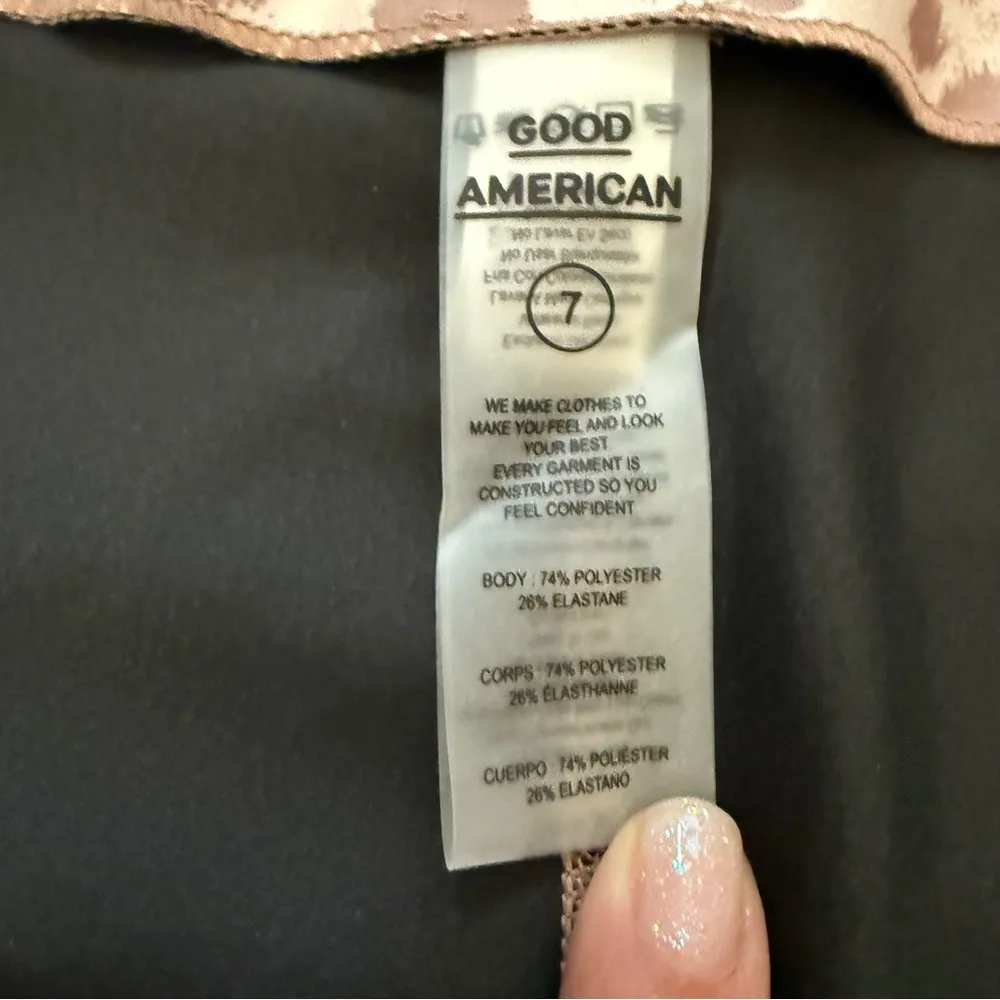 GOOD
AMERICAN
7
WE MAKE CLOTHES TO
MAKE YOU FEEL AND LOOK
YOUR BEST
EVERY GARMENT IS
CONSTRUCTED SO YOU
FEEL CONFIDENT
BODY : 74% POLYESTER
26% ELASTANE
CORPS : 74% POLYESTER
26% ÉLASTHANNE
CUERPO : 74% POLIÉSTER
26% ELASTANO